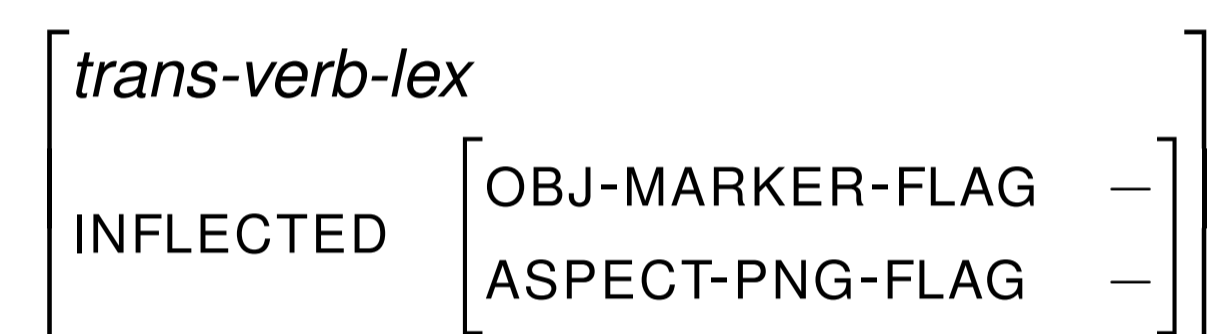 trans-verb-lex
OBJ-MARKER-FLAG –
INFLECTED
ASPECT-PNG-FLAG –